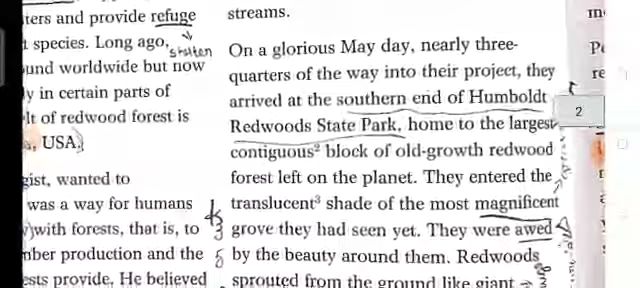 ters and provide refuge
species. Long ago,
und worldwide but now
y in certain parts of
lt of redwood forest is
USA.
gist, wanted to
was a way for humans
with forests, that is, to
ber production and the
sts provide. He believed
streams.
On a glorious May day, nearly three-
quarters of the way into their project, they
arrived at the southern end of Humboldt
Redwoods State Park, home to the largest
contiguous² block of old-growth redwood
forest left on the planet. They entered the
translucent³ shade of the most magnificent
grove they had seen yet. They were awed
by the beauty around them. Redwoods
sprouted from the ground like giant
2
re